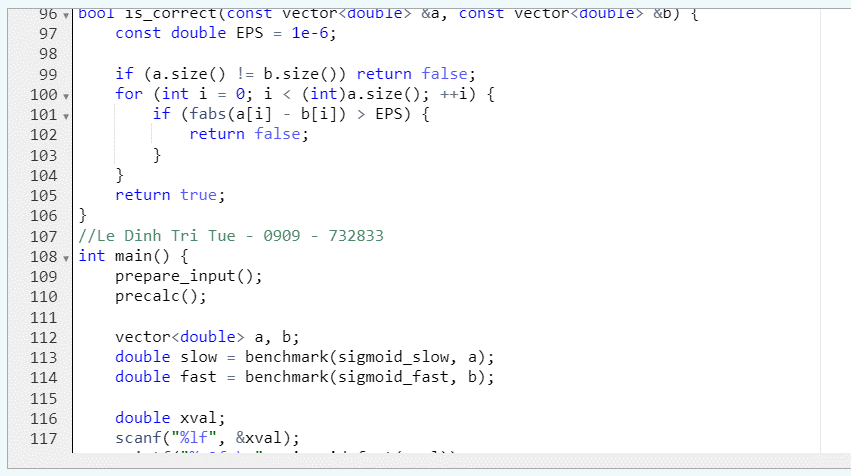 96 bool is_correct(const vector<double> &a, const vector<double> &b) {
97     const double EPS = 1e-6;
98
99     if (a.size() != b.size()) return false;
100     for (int i = 0; i < (int)a.size(); ++i) {
101         if (fabs(a[i] - b[i]) > EPS) {
102             return false;
103         }
104     }
105     return true;
106 }
107 //Le Dinh Tri Tue - 0909 - 732833
108 int main() {
109     prepare_input();
110     precalc();
111
112     vector<double> a, b;
113     double slow = benchmark(sigmoid_slow, a);
114     double fast = benchmark(sigmoid_fast, b);
115
116     double xval;
117     scanf("%lf", &xval);